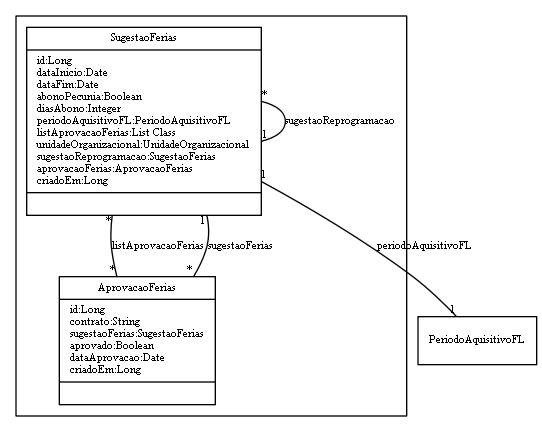 SugestaoFerias
id:Long
dataInicio:Date
dataFim:Date
abonoPecunia:Boolean
diasAbono:Integer
periodoAquisitivoFL:PeriodoAquisitivoFL
listAprovacaoFerias:List Class
unidadeOrganizacional:UnidadeOrganizacional
sugestaoReprogramacao:SugestaoFerias
aprovacaoFerias:AprovacaoFerias
criadoEm:Long
*
sugestaoReprogramacao
1
1
* 1
listAprovacaoFerias sugestaoFerias periodoAquisitivoFL
* *
AprovacaoFerias
id:Long
contrato:String
sugestaoFerias:SugestaoFerias
aprovado:Boolean
dataAprovacao:Date
criadoEm:Long
1
PeriodoAquisitivoFL